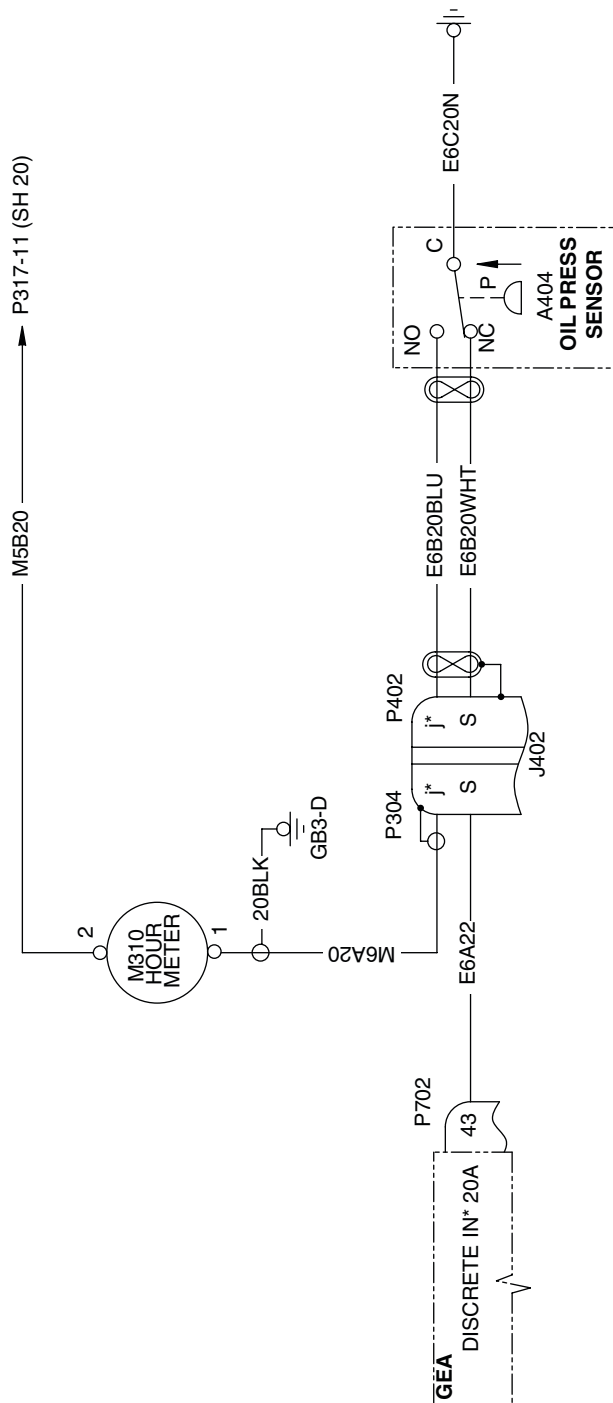 P317-11 (SH 20)
M5B20
2
M310
HOUR
METER
1
20BLK
GB3-D
M6A20
P304
j*
S
P402
j*
S
J402
E6B20BLU
E6B20WHT
NO
NC
C
P
A404
OIL PRESS
SENSOR
E6C20N
E6A22
P702
43
GEA
DISCRETE IN* 20A